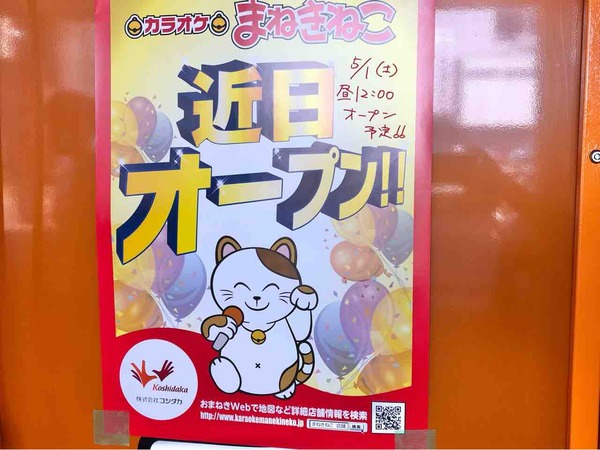 カラオケ まねきねこ
近日
オープン!!
5/1(土)
昼12:00
オープン
予定!!
Koshidaka
株式会社 コシダカ
おまねきWebで地図など詳細店舗情報を検索
http://www.karaokemanekineko.jp
まねきねこ 店舗 検索